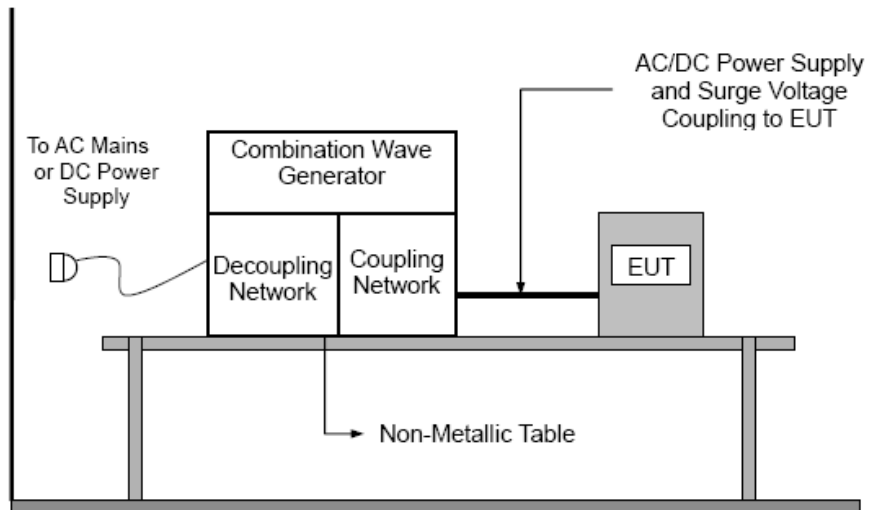 AC/DC Power Supply
and Surge Voltage
Coupling to EUT
To AC Mains
or DC Power
Supply
Combination Wave
Generator
Decoupling
Network
Coupling
Network
EUT
Non-Metallic Table